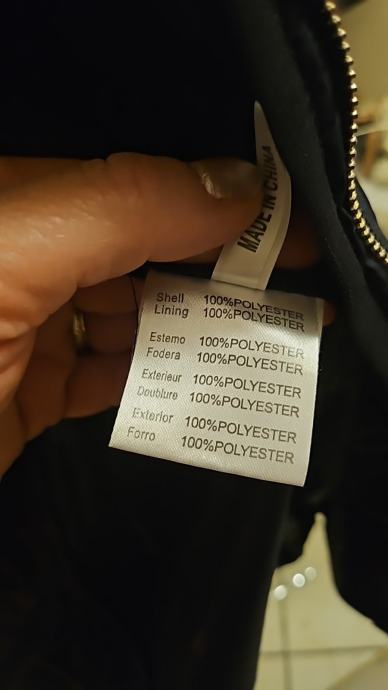 MADE IN CHINA
Shell 100%POLYESTER
Lining 100%POLYESTER
Estemo 100%POLYESTER
Fodera 100%POLYESTER
Exterieur 100%POLYESTER
Doublure 100%POLYESTER
Exterior 100%POLYESTER
Forro 100%POLYESTER